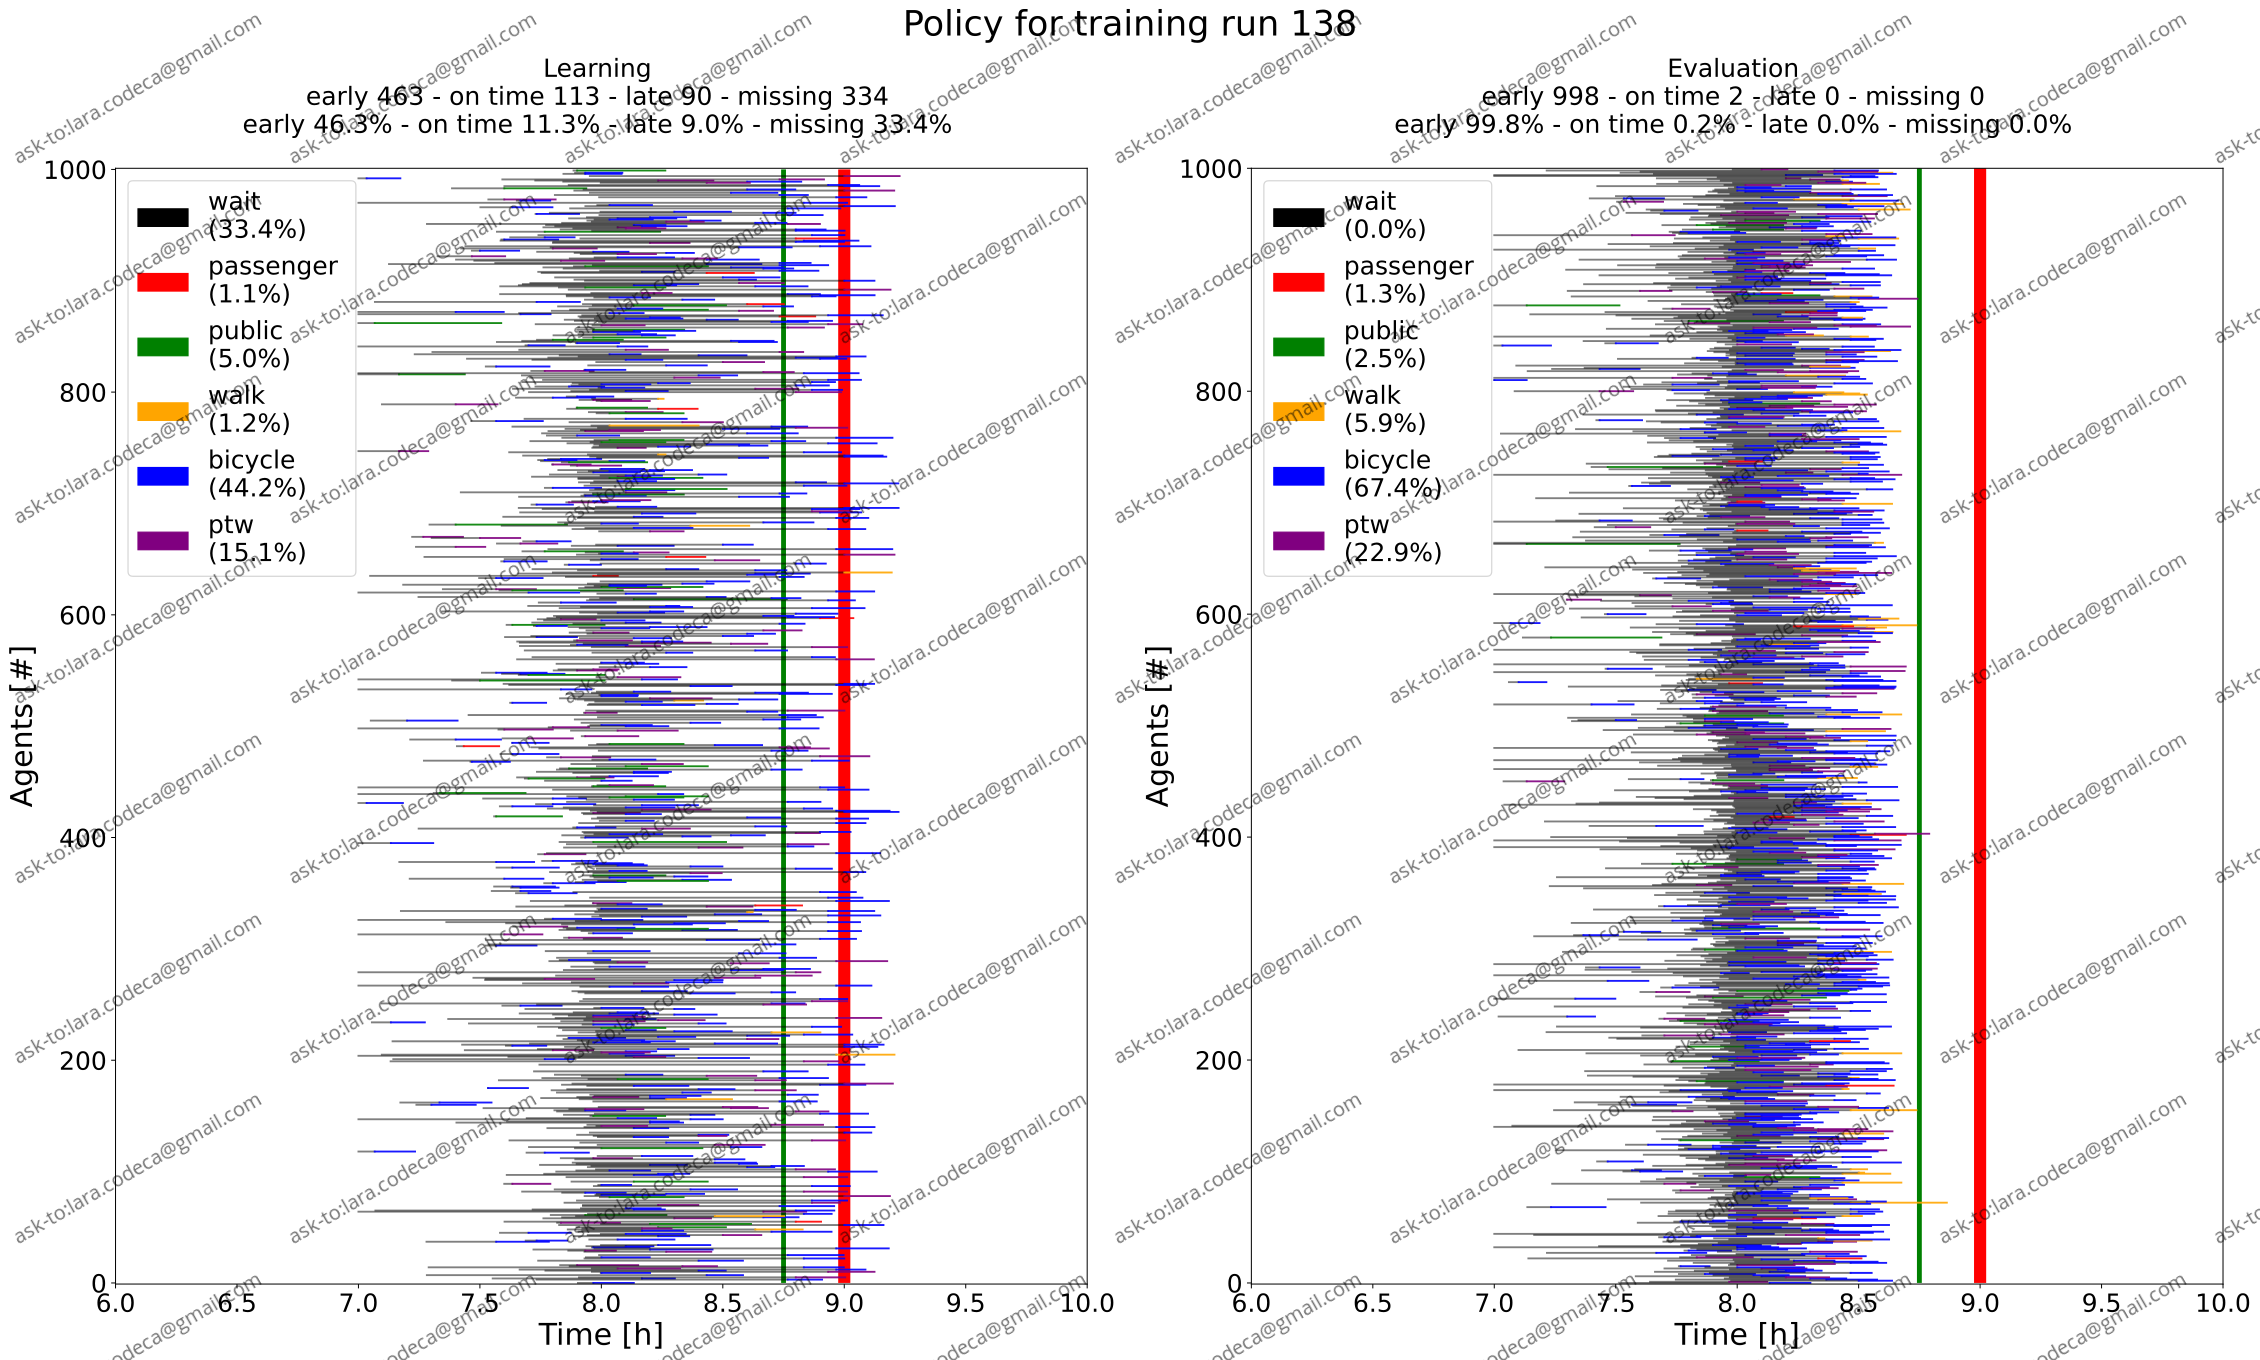 Policy for training run 138
Learning
early 463 - on time 113 - late 90 - missing 334
early 46.3% - on time 11.3% - late 9.0% - missing 33.4%
1000
800
600
400
200
0
Agents [#]
wait
(33.4%)
passenger
(1.1%)
public
(5.0%)
walk
(1.2%)
bicycle
(44.2%)
ptw
(15.1%)
6.0 6.5 7.0 7.5 8.0 8.5 9.0 9.5 10.0
Time [h]
Evaluation
early 998 - on time 2 - late 0 - missing 0
early 99.8% - on time 0.2% - late 0.0% - missing 0.0%
1000
800
600
400
200
0
Agents [#]
wait
(0.0%)
passenger
(1.3%)
public
(2.5%)
walk
(5.9%)
bicycle
(67.4%)
ptw
(22.9%)
6.0 6.5 7.0 7.5 8.0 8.5 9.0 9.5 10.0
Time [h]
ask-to:lara.codeca@gmail.com